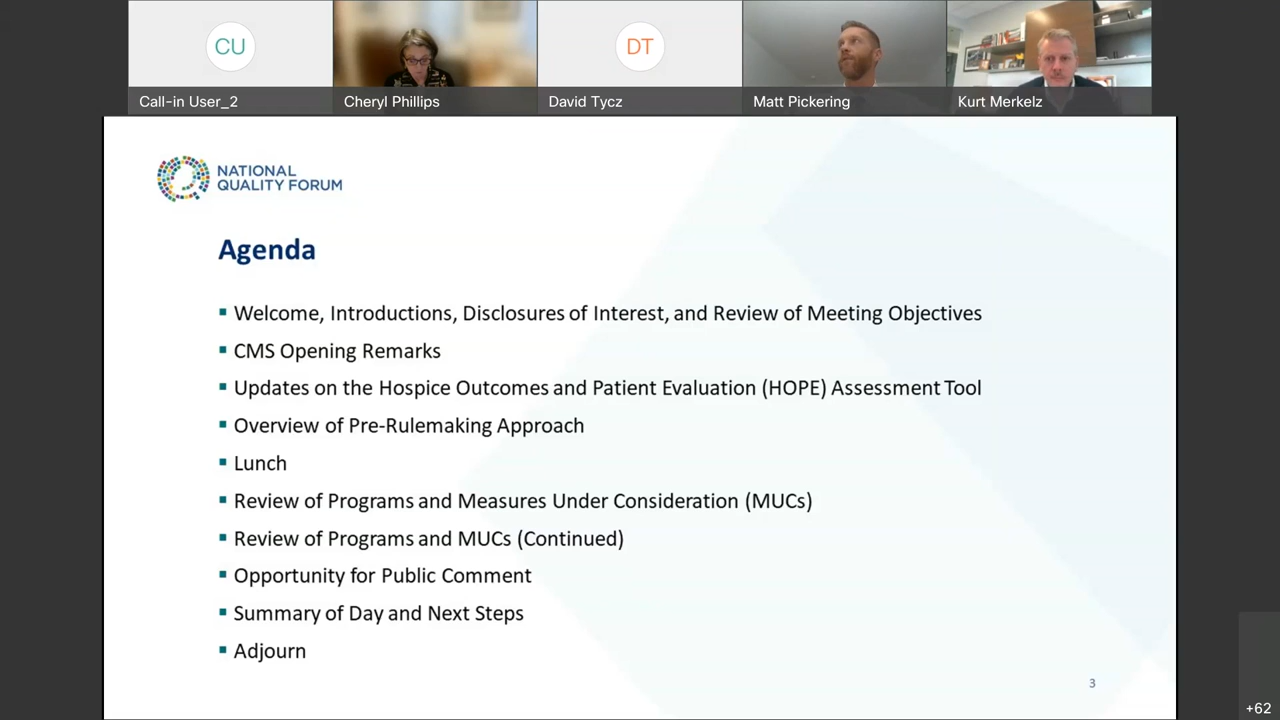 CU
DT
Call-in User_2
Cheryl Phillips
David Tycz
Matt Pickering
Kurt Merkelz
NATIONAL
QUALITY FORUM
Agenda
Welcome, Introductions, Disclosures of Interest, and Review of Meeting Objectives
CMS Opening Remarks
Updates on the Hospice Outcomes and Patient Evaluation (HOPE) Assessment Tool
Overview of Pre-Rulemaking Approach
Lunch
Review of Programs and Measures Under Consideration (MUCs)
Review of Programs and MUCs (Continued)
Opportunity for Public Comment
Summary of Day and Next Steps
Adjourn
3
+62